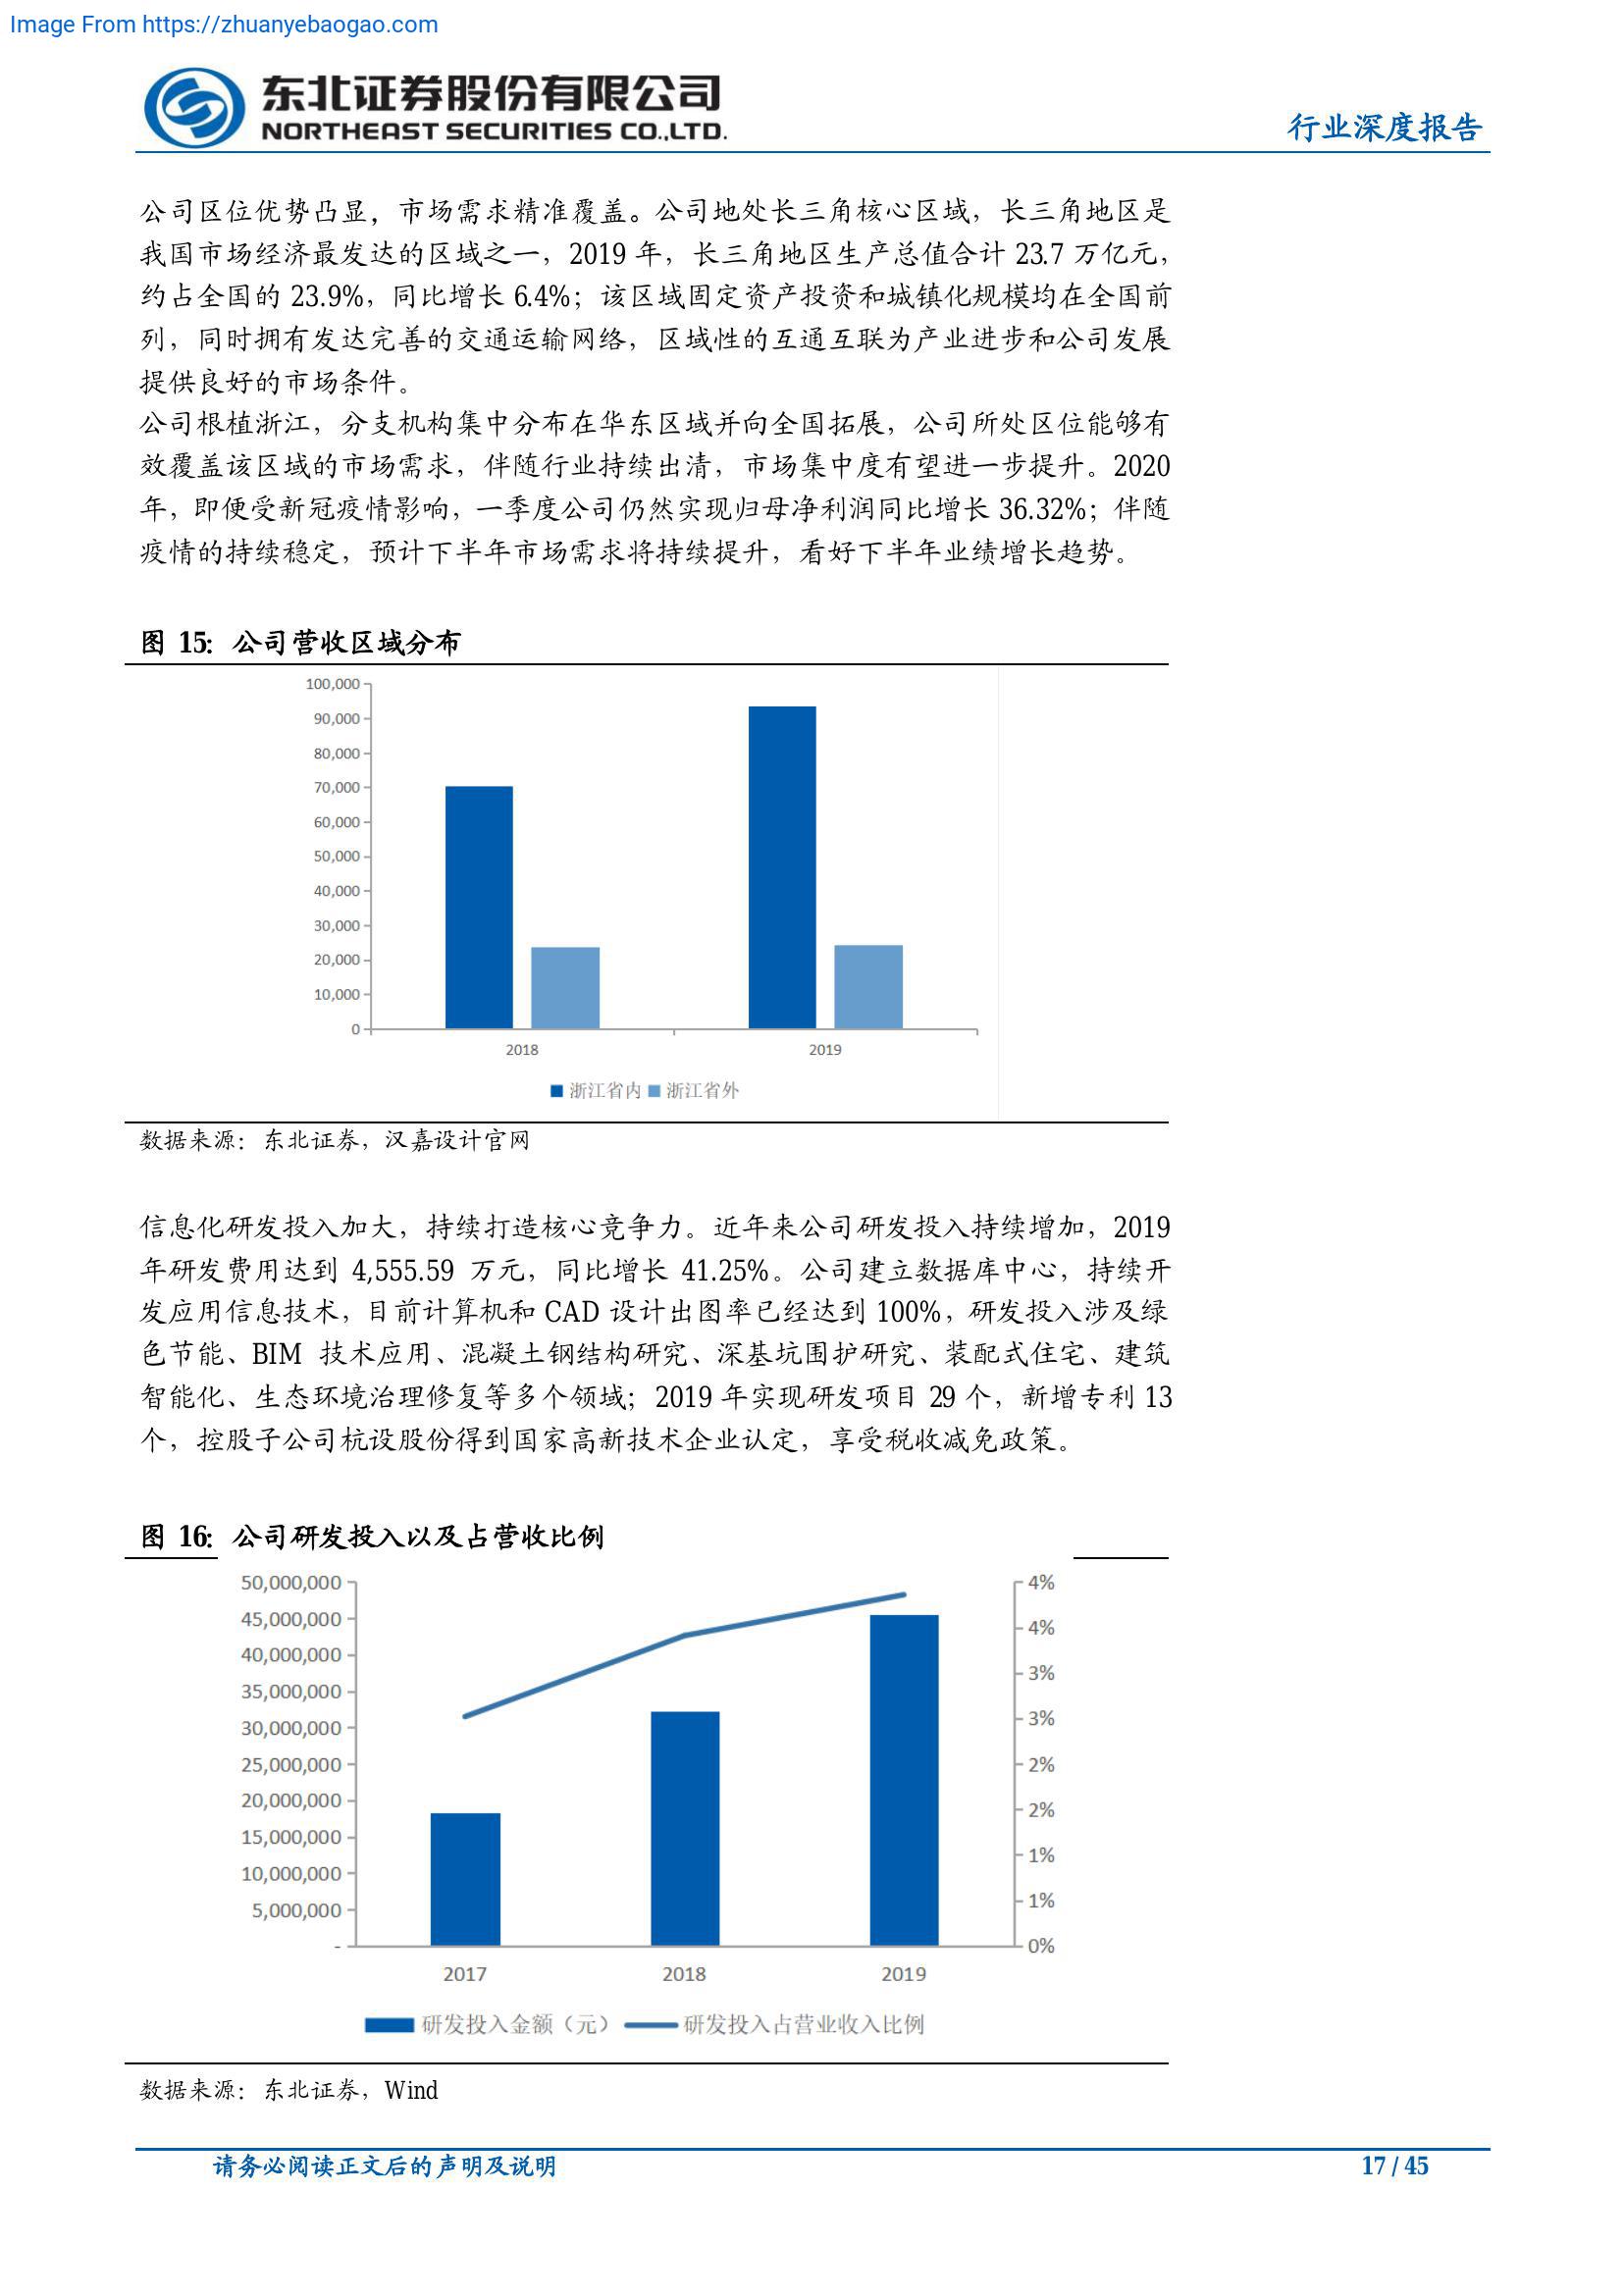 Image From https://zhuanyebaogao.com
东北证券股份有限公司
NORTHEAST SECURITIES CO.,LTD.
行业深度报告
公司区位优势凸显，市场需求精准覆盖。公司地处长三角核心区域，长三角地区是
我国市场经济最发达的区域之一，2019 年，长三角地区生产总值合计 23.7 万亿元，
约占全国的 23.9%，同比增长 6.4%；该区域固定资产投资和城镇化规模均在全国前
列，同时拥有发达完善的交通运输网络，区域性的互通互联为产业进步和公司发展
提供良好的市场条件。
公司根植浙江，分支机构集中分布在华东区域并向全国拓展，公司所处区位能够有
效覆盖该区域的市场需求，伴随行业持续出清，市场集中度有望进一步提升。2020
年，即便受新冠疫情影响，一季度公司仍然实现归母净利润同比增长 36.32%；伴随
疫情的持续稳定，预计下半年市场需求将持续提升，看好下半年业绩增长趋势。
图 15：公司营收区域分布
100,000
90,000
80,000
70,000
60,000
50,000
40,000
30,000
20,000
10,000
0
2018 2019
浙江省内 浙江省外
数据来源：东北证券，汉嘉设计官网
信息化研发投入加大，持续打造核心竞争力。近年来公司研发投入持续增加，2019
年研发费用达到 4,555.59 万元，同比增长 41.25%。公司建立数据库中心，持续开
发应用信息技术，目前计算机和 CAD 设计出图率已经达到 100%，研发投入涉及绿
色节能、BIM 技术应用、混凝土钢结构研究、深基坑围护研究、装配式住宅、建筑
智能化、生态环境治理修复等多个领域；2019 年实现研发项目 29 个，新增专利 13
个，控股子公司杭设股份得到国家高新技术企业认定，享受税收减免政策。
图 16：公司研发投入以及占营收比例
50,000,000 4%
45,000,000 4%
40,000,000 3%
35,000,000 3%
30,000,000 2%
25,000,000 2%
20,000,000 1%
15,000,000 1%
10,000,000 0%
5,000,000
-
2017 2018 2019
研发投入金额（元） 研发投入占营业收入比例
数据来源：东北证券，Wind
请务必阅读正文后的声明及说明
17 / 45